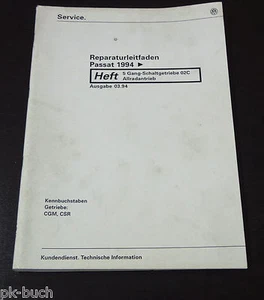 Service.
Reparaturleitfaden
Passat 1994 ►
Heft 5 Gang-Schaltgetriebe 02C
Allradantrieb
Ausgabe 03.94
Kennbuchstaben
Getriebe:
CGM, CSR
Kundendienst. Technische Information
pk-buch